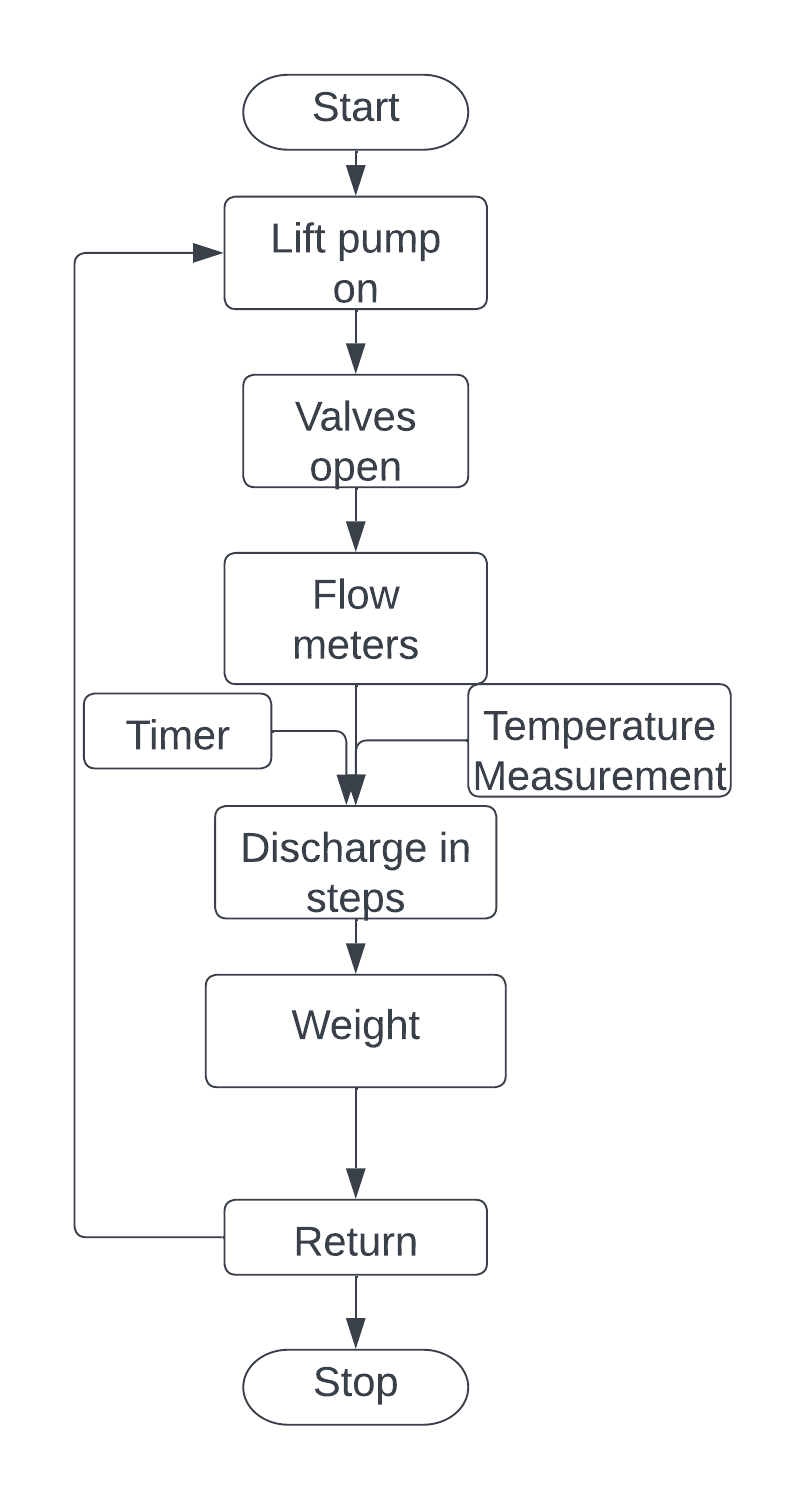 Start
Lift pump
on
Valves
open
Flow
meters
Timer
Temperature
Measurement
Discharge in
steps
Weight
Return
Stop